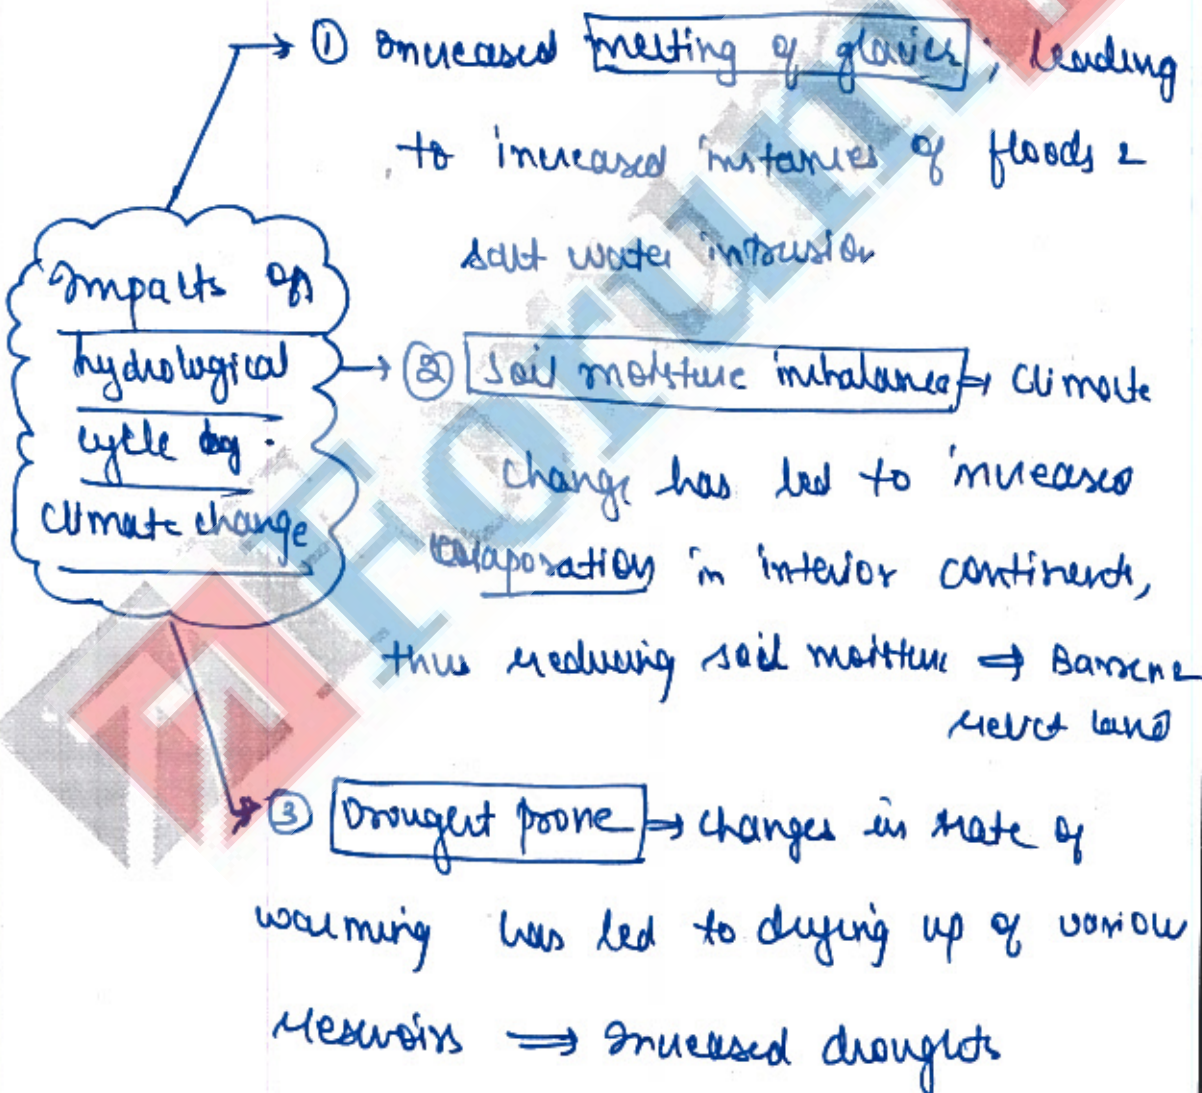 ① Increased melting of glacier; leading
to increased instances of floods &
salt water intrusion
Impacts on
hydrological
cycle by
climate change
② Soil moisture imbalance → climate
change has led to increased
evaporation in interior continents,
thus reducing soil moisture ⇒ Barren &
land
③ Drought prone → changes in rate of
warming has led to drying up of various
reservoirs ⇒ Increased droughts
Forum